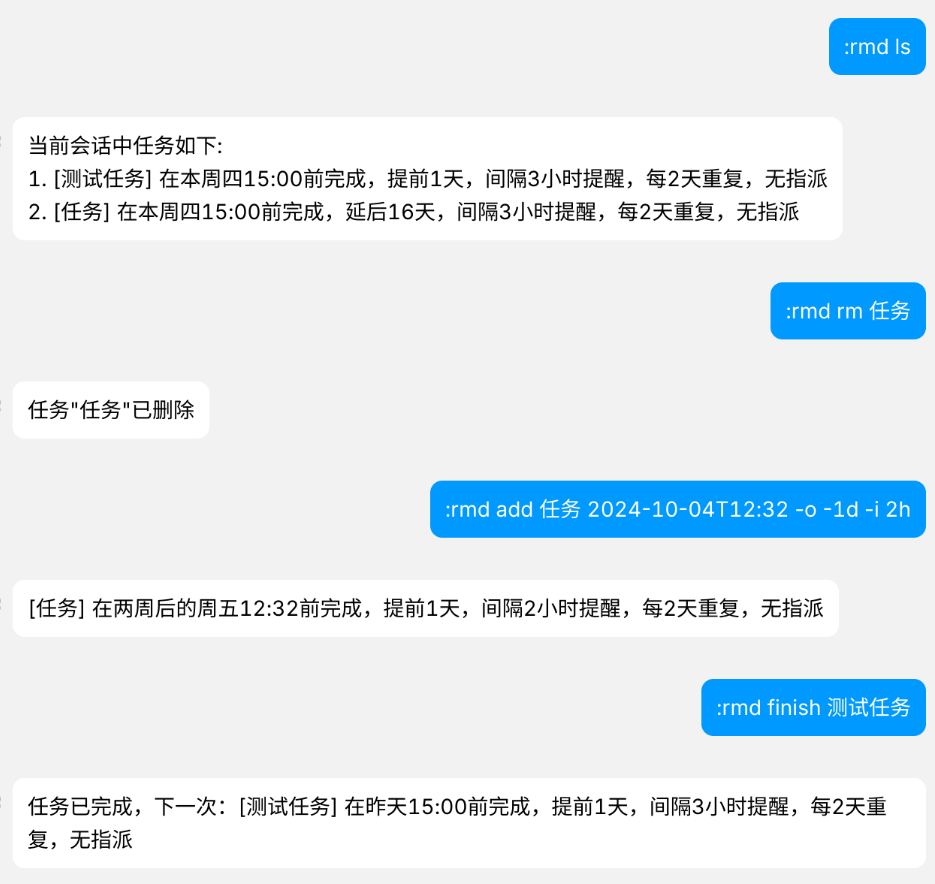 :rmd ls
当前会话中任务如下:
1. [测试任务] 在本周四15:00前完成，提前1天，间隔3小时提醒，每2天重复，无指派
2. [任务] 在本周四15:00前完成，延后16天，间隔3小时提醒，每2天重复，无指派
:rmd rm 任务
任务"任务"已删除
:rmd add 任务 2024-10-04T12:32 -o -1d -i 2h
[任务] 在两周后的周五12:32前完成，提前1天，间隔2小时提醒，每2天重复，无指派
:rmd finish 测试任务
任务已完成，下一次：[测试任务] 在昨天15:00前完成，提前1天，间隔3小时提醒，每2天重
复，无指派